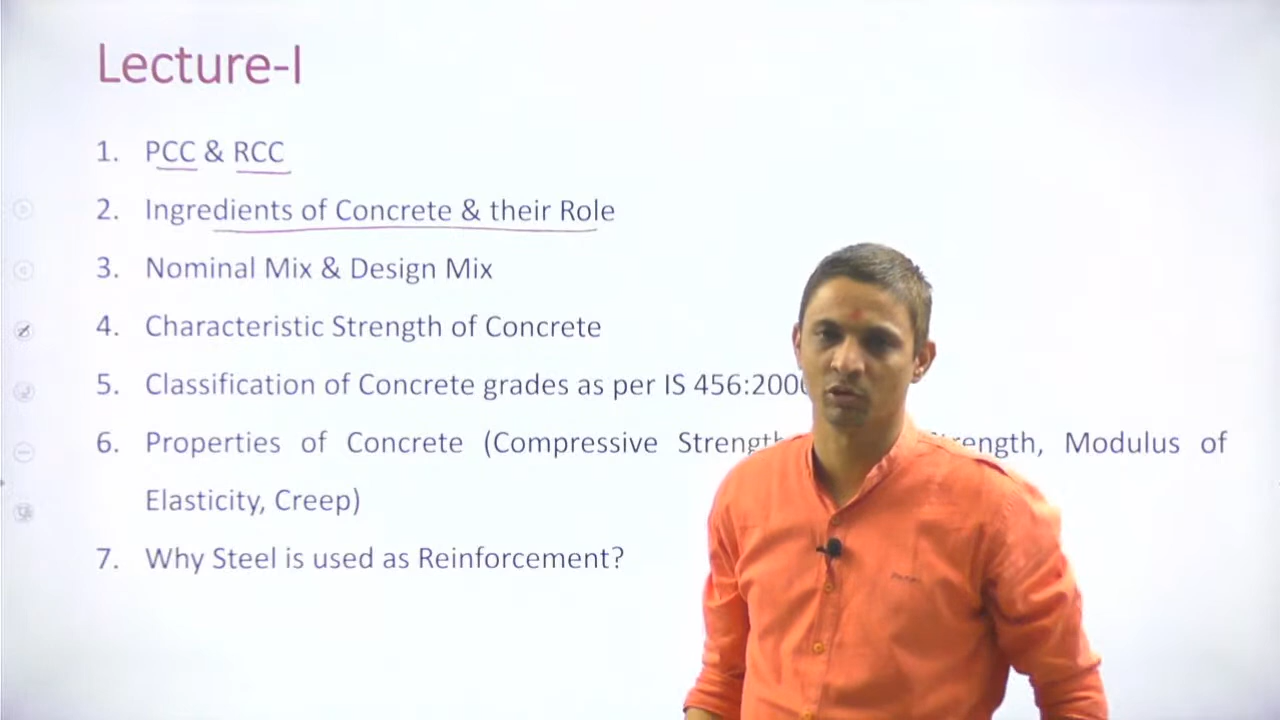 Lecture-I
1. PCC & RCC
2. Ingredients of Concrete & their Role
3. Nominal Mix & Design Mix
4. Characteristic Strength of Concrete
5. Classification of Concrete grades as per IS 456:200
6. Properties of Concrete (Compressive Modulus of
Elasticity, Creep)
7. Why Steel is used as Reinforcement?